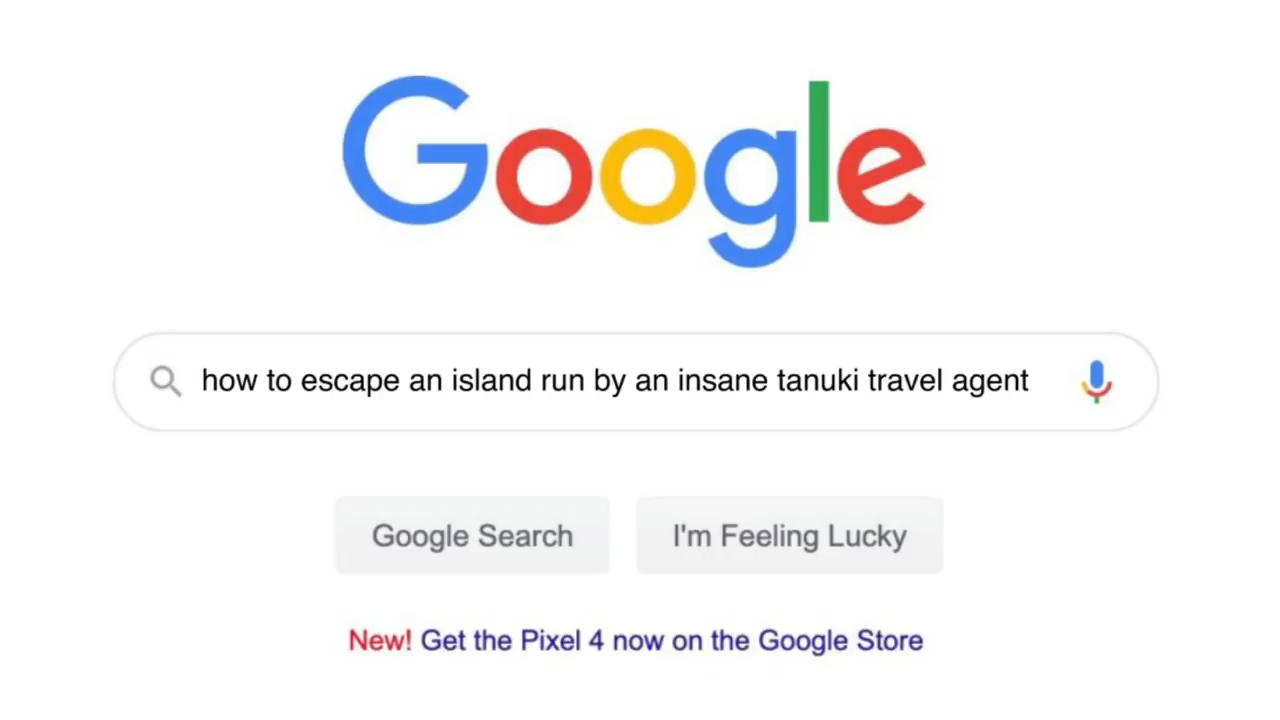 Google
how to escape an island run by an insane tanuki travel agent
Google Search
I'm Feeling Lucky
New! Get the Pixel 4 now on the Google Store